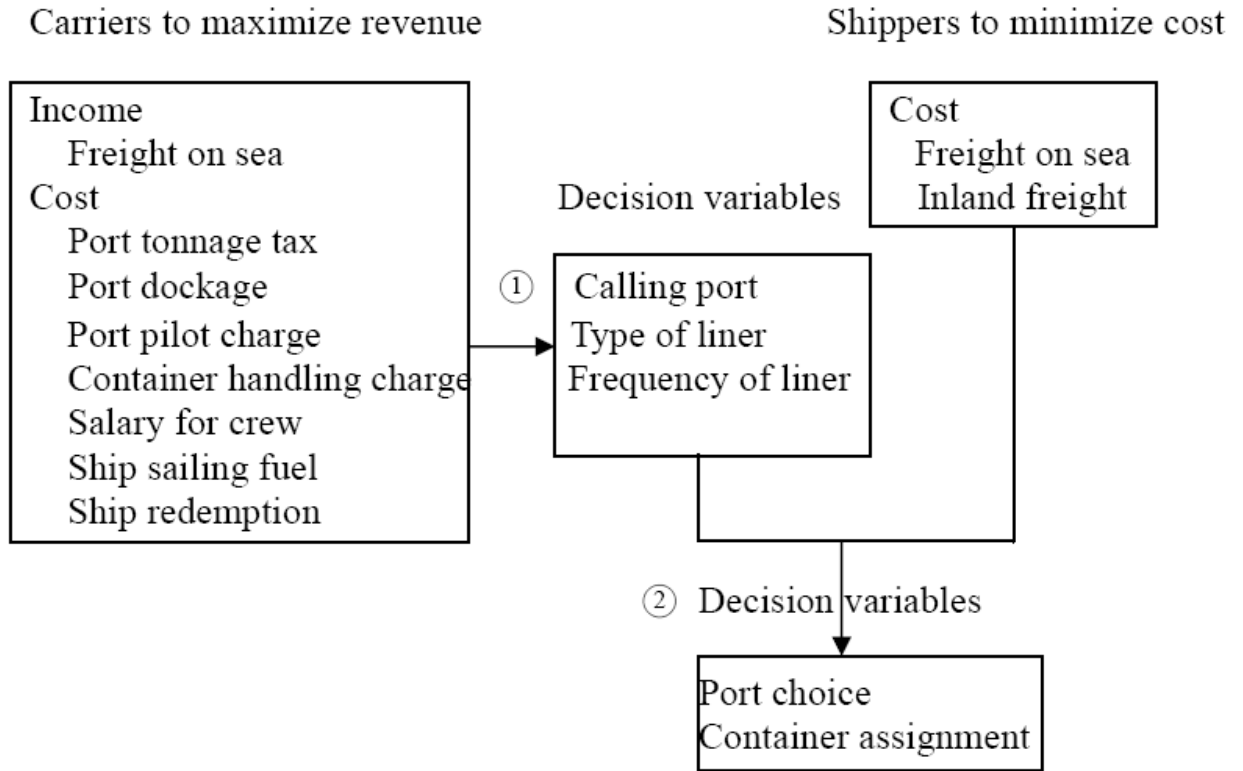 Carriers to maximize revenue
Shippers to minimize cost
Income
Freight on sea
Cost
Port tonnage tax
Port dockage
Port pilot charge
Container handling charge
Salary for crew
Ship sailing fuel
Ship redemption
Cost
Freight on sea
Inland freight
Decision variables
①
Calling port
Type of liner
Frequency of liner
② Decision variables
Port choice
Container assignment